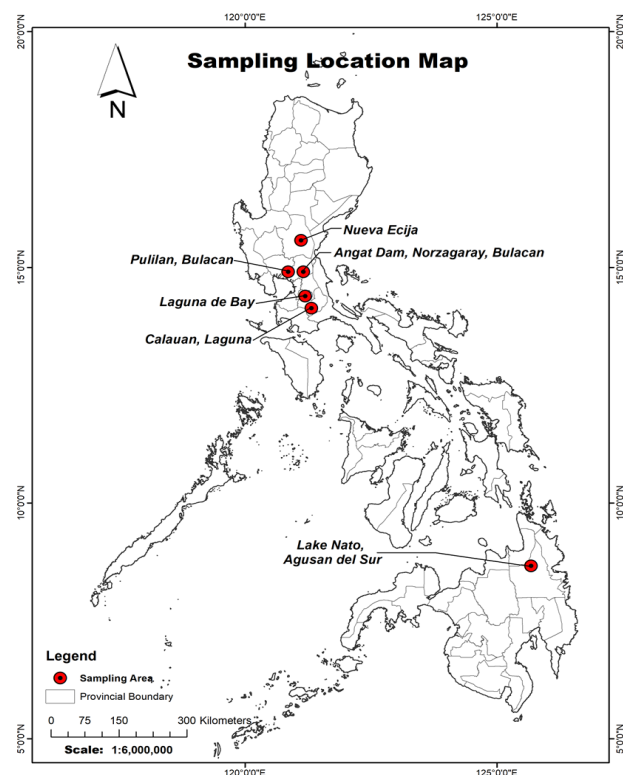 120°0'0"E 125°0'0"E
20°0'0"N 20°0'0"N
Sampling Location Map
N
Nueva Ecija
Angat Dam, Norzagaray, Bulacan
Pulilan, Bulacan
15°0'0"N 15°0'0"N
Laguna de Bay
Calauan, Laguna
10°0'0"N 10°0'0"N
Lake Nato,
Agusan del Sur
Legend
Sampling Area
Provincial Boundary
0 75 150 300 Kilometers
Scale: 1:6,000,000
5°0'0"N 5°0'0"N
120°0'0"E 125°0'0"E